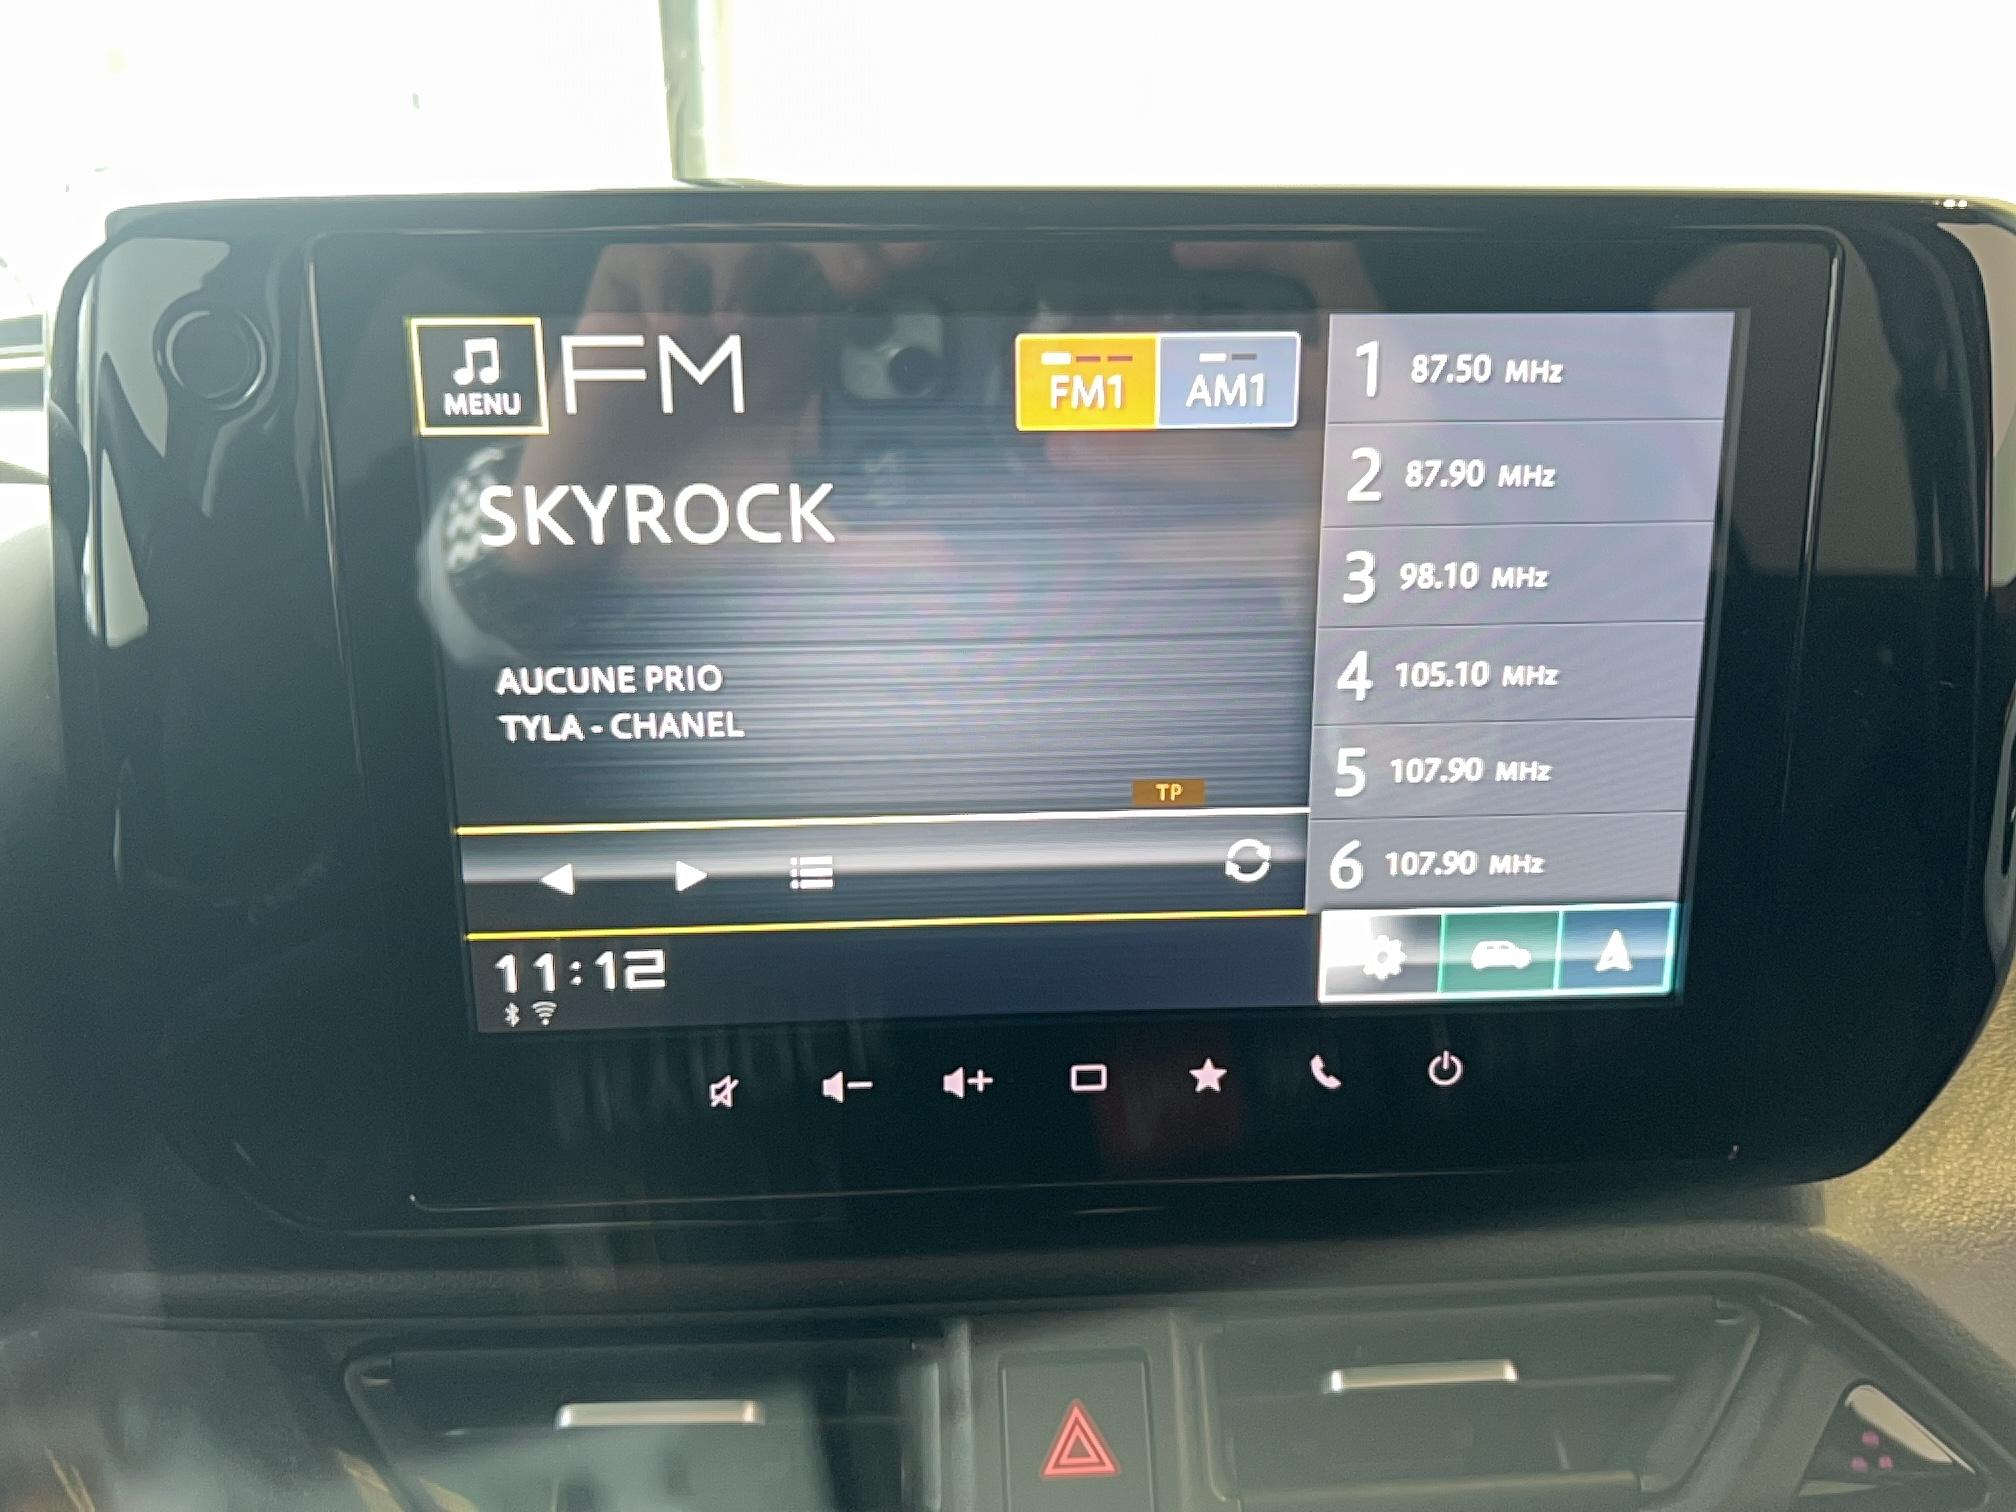 MENU
FM
FM1
AM1
SKYROCK
AUCUNE PRIO
TYLA - CHANEL
TP
1 87.50 MHz
2 87.90 MHz
3 98.10 MHz
4 105.10 MHz
5 107.90 MHz
6 107.90 MHz
11:12